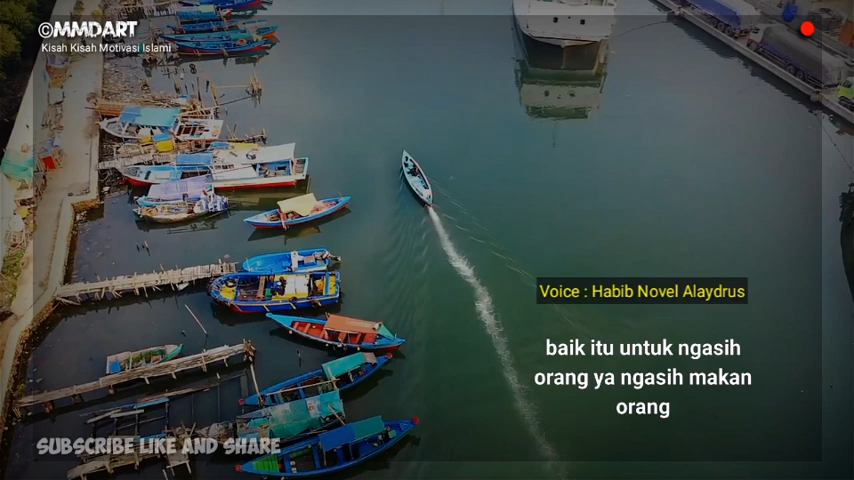 ©MMDART
Kisah Kisah Motivasi Islami
Voice : Habib Novel Alaydrus
baik itu untuk ngasih
orang ya ngasih makan
orang
SUBSCRIBE LIKE AND SHARE